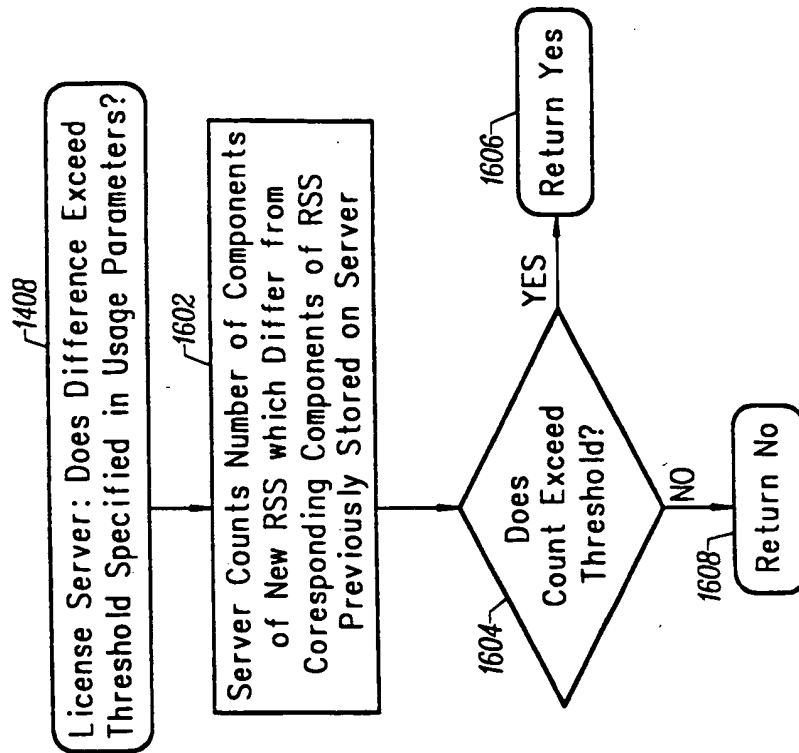 1408
License Server: Does Difference Exceed
Threshold Specified in Usage Parameters?
1602
Server Counts Number of Components
of New RSS which Differ from
Coresponding Components of RSS
Previously Stored on Server
1604
Does
Count Exceed
Threshold?
YES
1606
Return Yes
NO
1608
Return No